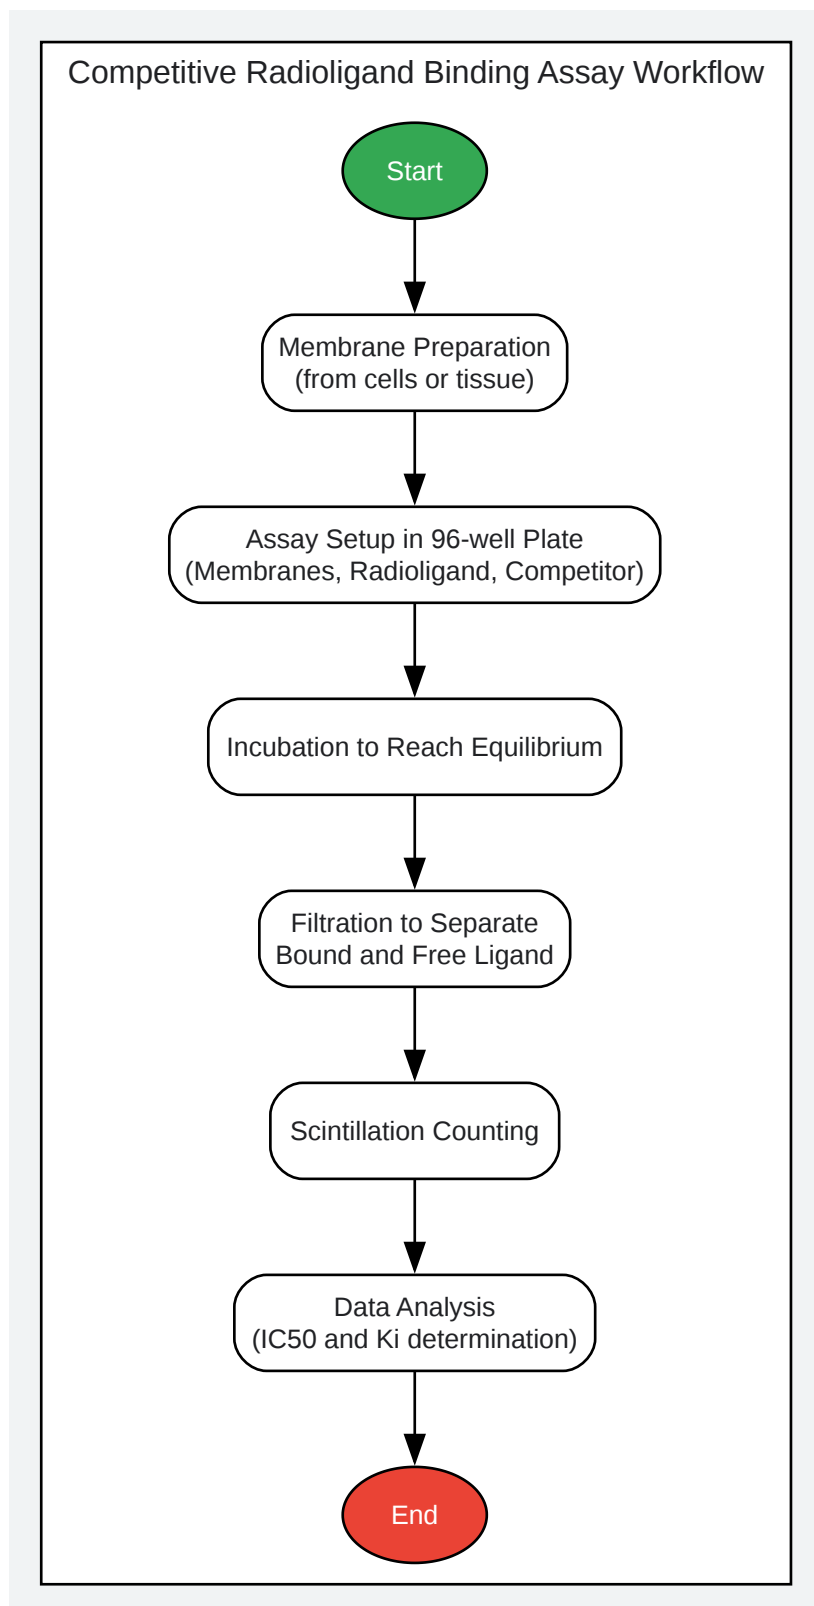 Competitive Radioligand Binding Assay Workflow
Start
Membrane Preparation
(from cells or tissue)
Assay Setup in 96-well Plate
(Membranes, Radioligand, Competitor)
Incubation to Reach Equilibrium
Filtration to Separate
Bound and Free Ligand
Scintillation Counting
Data Analysis
(IC50 and Ki determination)
End